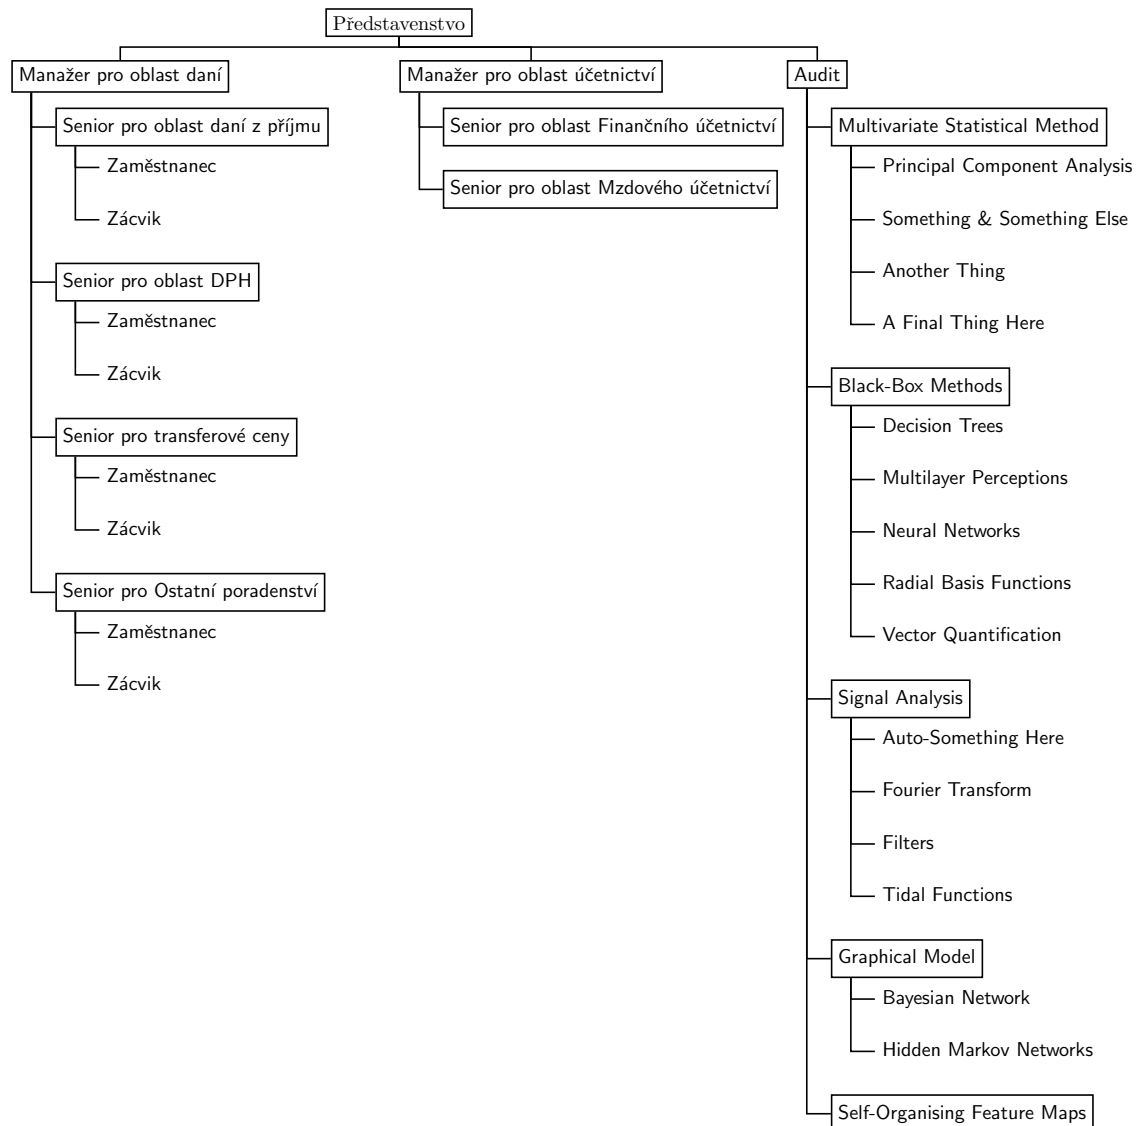 Představenstvo
Manažer pro oblast daní
Senior pro oblast daní z příjmu
Zaměstnanec
Zácvik
Senior pro oblast DPH
Zaměstnanec
Zácvik
Senior pro transferové ceny
Zaměstnanec
Zácvik
Senior pro Ostatní poradenství
Zaměstnanec
Zácvik
Manažer pro oblast účetnictví
Senior pro oblast Finančního účetnictví
Senior pro oblast Mzdového účetnictví
Audit
Multivariate Statistical Method
Principal Component Analysis
Something & Something Else
Another Thing
A Final Thing Here
Black-Box Methods
Decision Trees
Multilayer Perceptions
Neural Networks
Radial Basis Functions
Vector Quantification
Signal Analysis
Auto-Something Here
Fourier Transform
Filters
Tidal Functions
Graphical Model
Bayesian Network
Hidden Markov Networks
Self-Organising Feature Maps